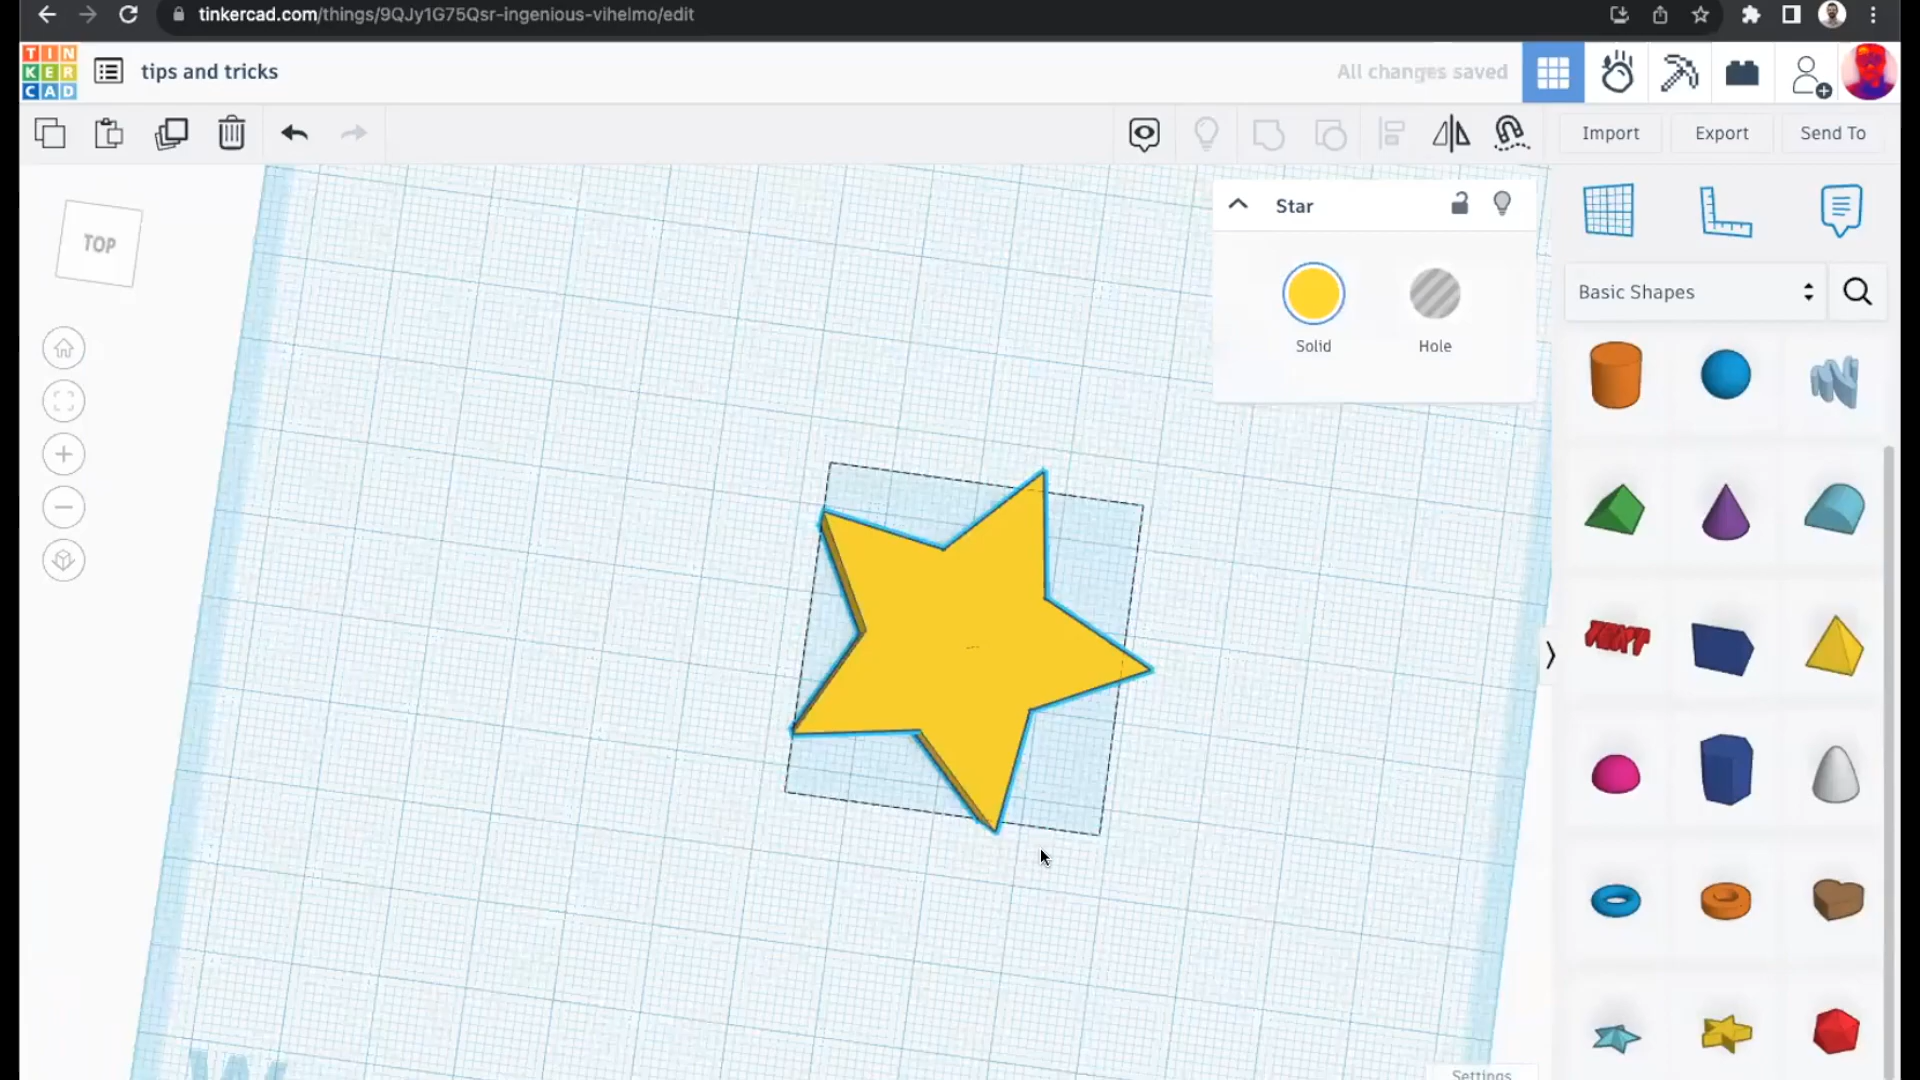 tinkercad.com/things/9QJy1G75Qsr-ingenious-vihelmo/edit
TIN
KER
CAD
tips and tricks
All changes saved
Import
Export
Send To
TOP
Star
Solid
Hole
Basic Shapes
TEXT
W
Settings